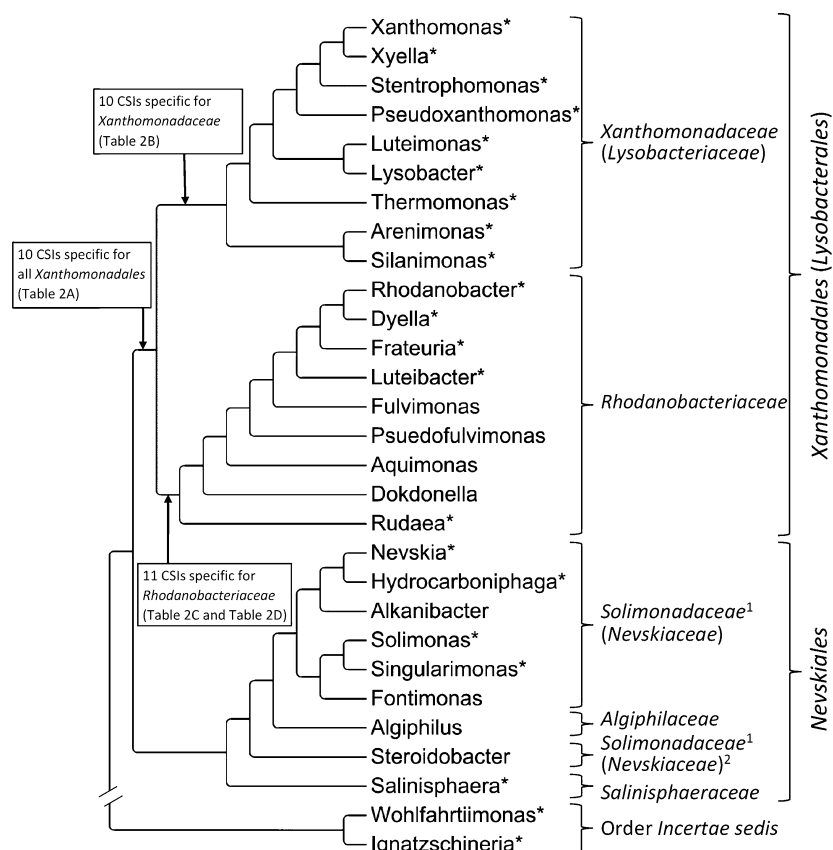 Xanthomonas*
Xyella*
Stentrophomonas*
Pseudoxanthomonas*
Luteimonas*
Lysobacter*
Thermomonas*
Arenimonas*
Silanimonas*
Rhodanobacter*
Dyella*
Frateuria*
Luteibacter*
Fulvimonas
Psuedofulvimonas
Aquimonas
Dokdonella
Rudaea*
Nevskia*
Hydrocarboniphaga*
Alkanibacter
Solimonas*
Singularimonas*
Fontimonas
Algiphilus
Steroidobacter
Salinisphaera*
Wohlfahrtiimonas*
Ignatzschineria*
10 CSIs specific for
Xanthomonadaceae
(Table 2B)
10 CSIs specific for
all Xanthomonadales
(Table 2A)
11 CSIs specific for
Rhodanobacteriaceae
(Table 2C and Table 2D)
Xanthomonadaceae
(Lysobacteriaceae)
Rhodanobacteriaceae
Solimonadaceae1
(Nevskiaceae)
Algiphilaceae
Solimonadaceae1
(Nevskiaceae)2
Salinisphaeraceae
Order Incertae sedis
Xanthomonadales (Lysobacterales)
Nevskiales